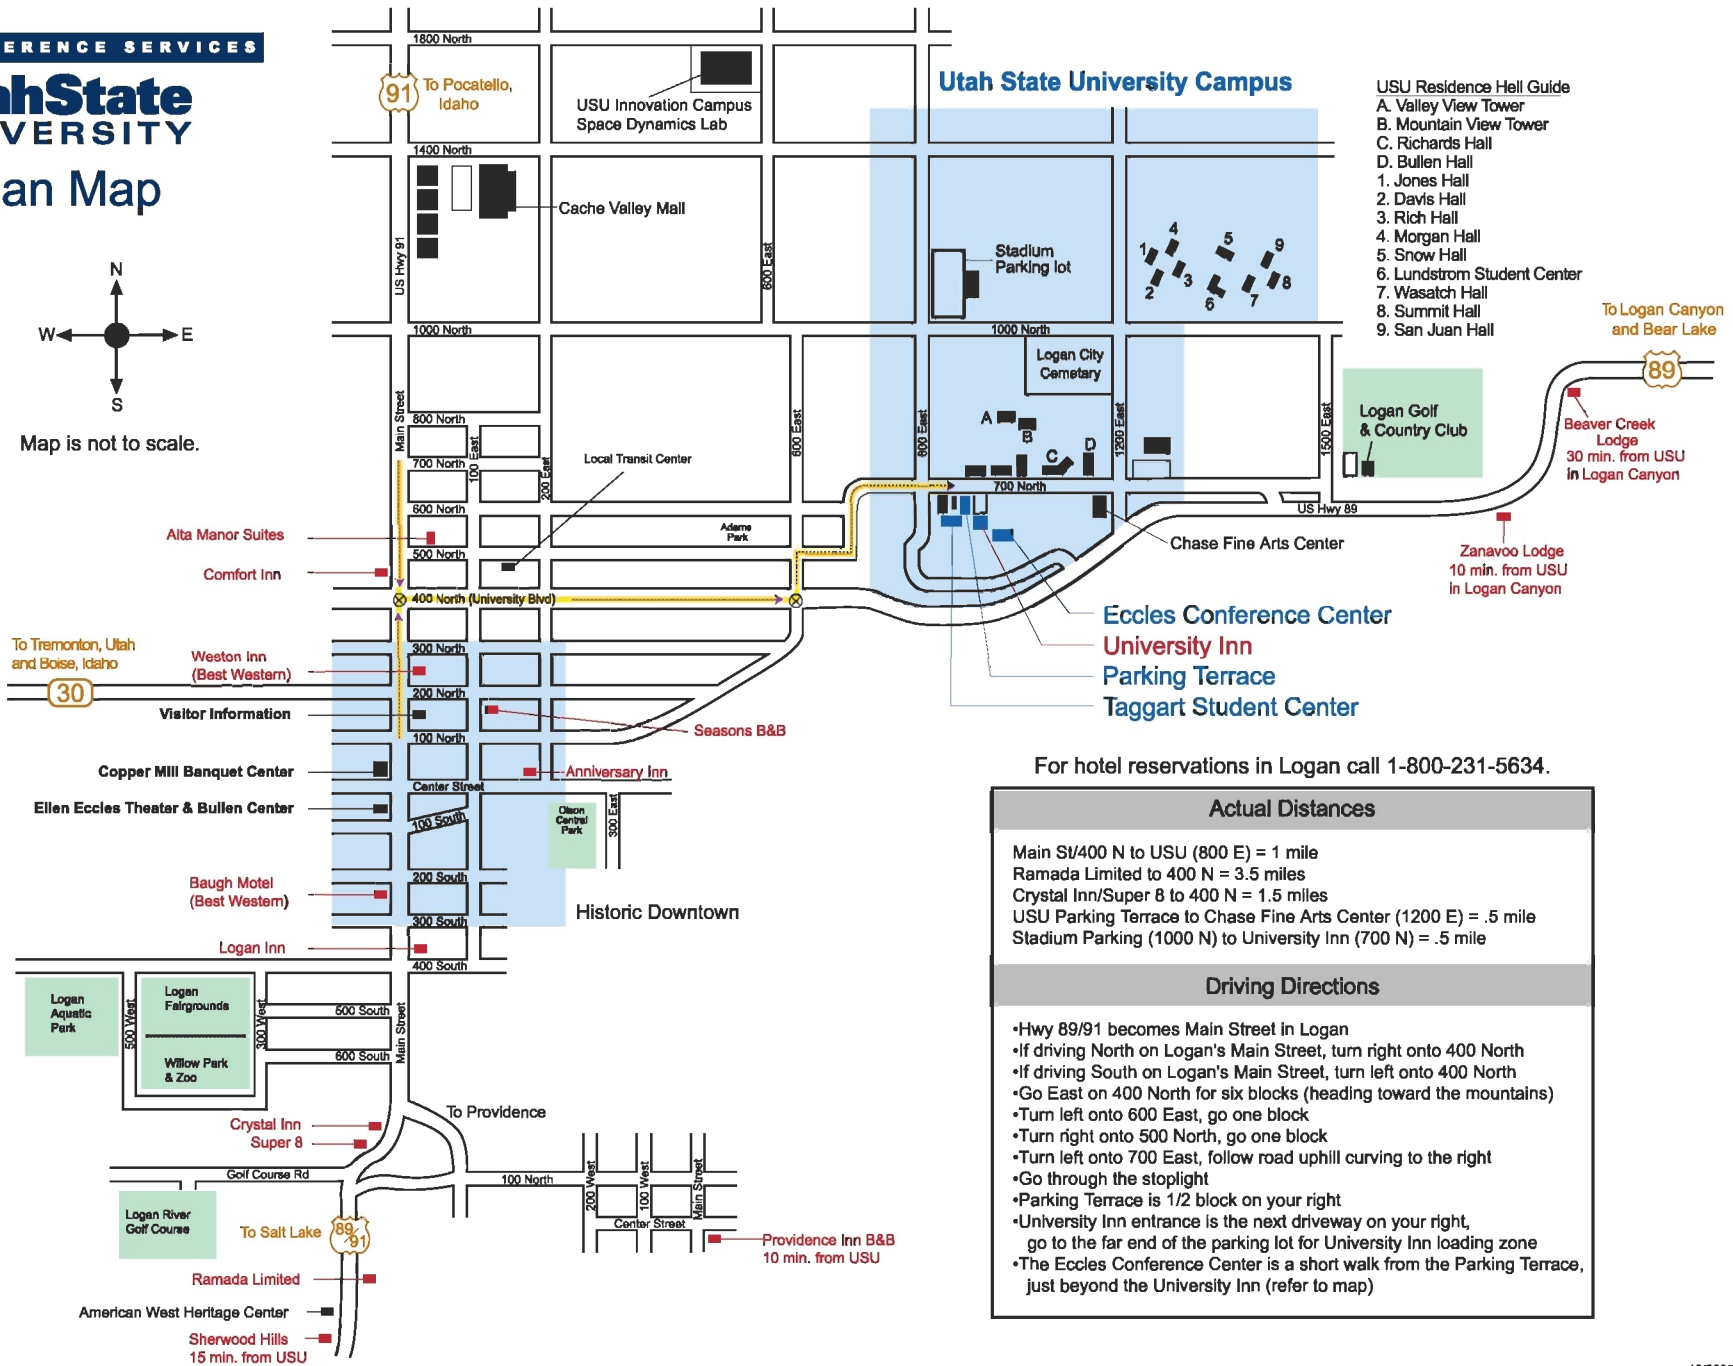 ERENCE SERVICES
ahState
VERSITY
an Map
N
W
E
S
Map is not to scale.
1800 North
91
To Pocatello,
Idaho
USU Innovation Campus
Space Dynamics Lab
1400 North
Cache Valley Mall
US Hwy 91
600 East
1000 North
Utah State University Campus
Stadium
Parking lot
1
2
3
4
5
6
7
8
9
1000 North
Logan City
Cemetary
USU Residence Hell Guide
A. Valley View Tower
B. Mountain View Tower
C. Richards Hall
D. Bullen Hall
1. Jones Hall
2. Davis Hall
3. Rich Hall
4. Morgan Hall
5. Snow Hall
6. Lundstrom Student Center
7. Wasatch Hall
8. Summit Hall
9. San Juan Hall
To Logan Canyon
and Bear Lake
89
Logan Golf
& Country Club
Beaver Creek
Lodge
30 min. from USU
in Logan Canyon
Zanavoo Lodge
10 min. from USU
in Logan Canyon
US Hwy 89
1500 East
1200 East
800 East
600 East
A
B
C
D
700 North
Chase Fine Arts Center
Main Street
800 North
700 North
100 East
200 East
Local Transit Center
600 North
Adams
Park
500 North
400 North (University Blvd)
Alta Manor Suites
Comfort Inn
Eccles Conference Center
University Inn
Parking Terrace
Taggart Student Center
To Tremonton, Utah
and Boise, Idaho
30
Weston Inn
(Best Western)
300 North
200 North
Visitor Information
Seasons B&B
100 North
Copper Mill Banquet Center
Anniversary Inn
Center Street
Ellen Eccles Theater & Bullen Center
100 South
Olson
Central
Park
300 East
Baugh Motel
(Best Western)
200 South
300 South
Historic Downtown
Logan Inn
400 South
Logan
Aquatic
Park
500 West
Logan
Fairgrounds
Willow Park
& Zoo
300 West
500 South
600 South
Main Street
To Providence
Crystal Inn
Super 8
Golf Course Rd
100 North
200 West
100 West
Main Street
Center Street
Logan River
Golf Course
To Salt Lake
89/91
Providence Inn B&B
10 min. from USU
Ramada Limited
American West Heritage Center
Sherwood Hills
15 min. from USU
For hotel reservations in Logan call 1-800-231-5634.
Actual Distances
Main St/400 N to USU (800 E) = 1 mile
Ramada Limited to 400 N = 3.5 miles
Crystal Inn/Super 8 to 400 N = 1.5 miles
USU Parking Terrace to Chase Fine Arts Center (1200 E) = .5 mile
Stadium Parking (1000 N) to University Inn (700 N) = .5 mile
Driving Directions
•Hwy 89/91 becomes Main Street in Logan
•If driving North on Logan's Main Street, turn right onto 400 North
•If driving South on Logan's Main Street, turn left onto 400 North
•Go East on 400 North for six blocks (heading toward the mountains)
•Turn left onto 600 East, go one block
•Turn right onto 500 North, go one block
•Turn left onto 700 East, follow road uphill curving to the right
•Go through the stoplight
•Parking Terrace is 1/2 block on your right
•University Inn entrance is the next driveway on your right,
go to the far end of the parking lot for University Inn loading zone
•The Eccles Conference Center is a short walk from the Parking Terrace,
just beyond the University Inn (refer to map)